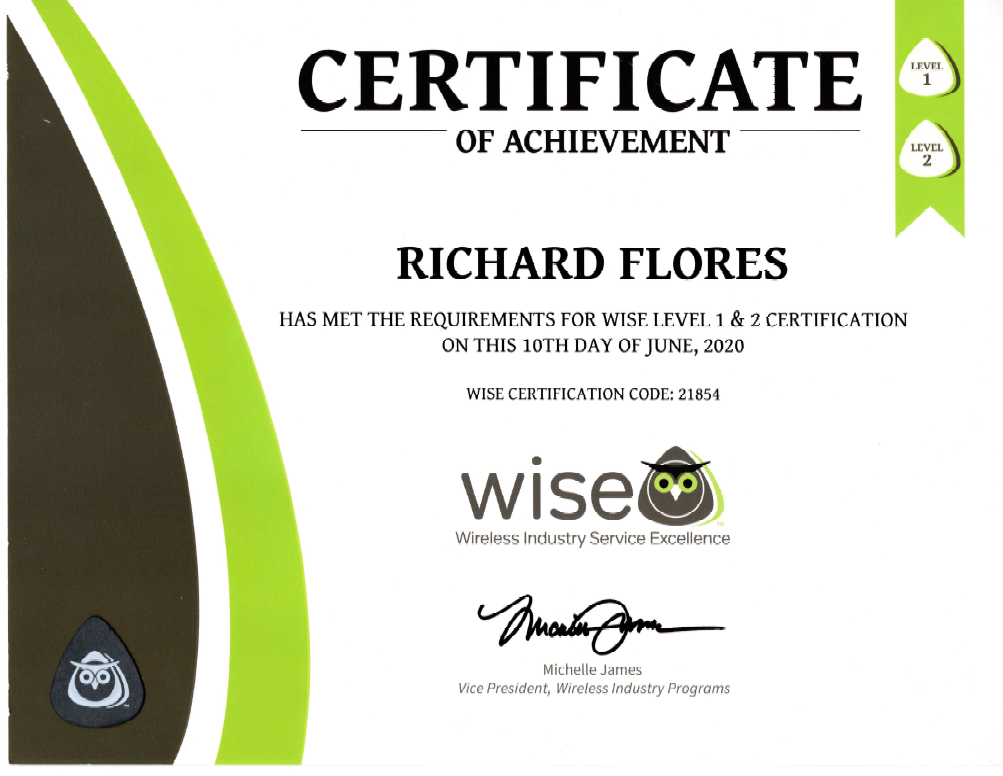 CERTIFICATE
OF ACHIEVEMENT
LEVEL
1
LEVEL
2
RICHARD FLORES
HAS MET THE REQUIREMENTS FOR WISE LEVEL 1 & 2 CERTIFICATION
ON THIS 10TH DAY OF JUNE, 2020
WISE CERTIFICATION CODE: 21854
wise
TM
Wireless Industry Service Excellence
Michelle James
Vice President, Wireless Industry Programs